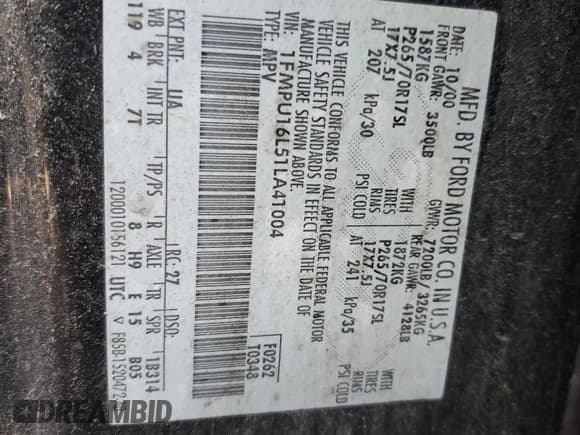 MFD. BY FORD MOTOR CO. IN U.S.A.
DATE: 10/00 GVWR: 7200LB/ 3265KG
FRONT GAWR: 3500LB REAR GAWR: 4128LB
1587KG WITH 1872KG WITH
P265/70R17SL TIRES P265/70R17SL TIRES
17X7.5J RIMS 17X7.5J RIMS
AT 207 kPa/30 PSI COLD AT 241 kPa/35 PSI COLD
THIS VEHICLE CONFORMS TO ALL APPLICABLE FEDERAL MOTOR
VEHICLE SAFETY STANDARDS IN EFFECT ON THE DATE OF
MANUFACTURE SHOWN ABOVE.
VIN: 1FMPU16L51LA41004 F0262
TYPE: MPV T0348
EXT PNT: UA RC: 27 DSO:
WB BRK INT TR TP/PS R AXLE TR SPR 1B314
119 4 7T 8 H9 E 15 B05
12000101S6121 UTC
DREAMBID